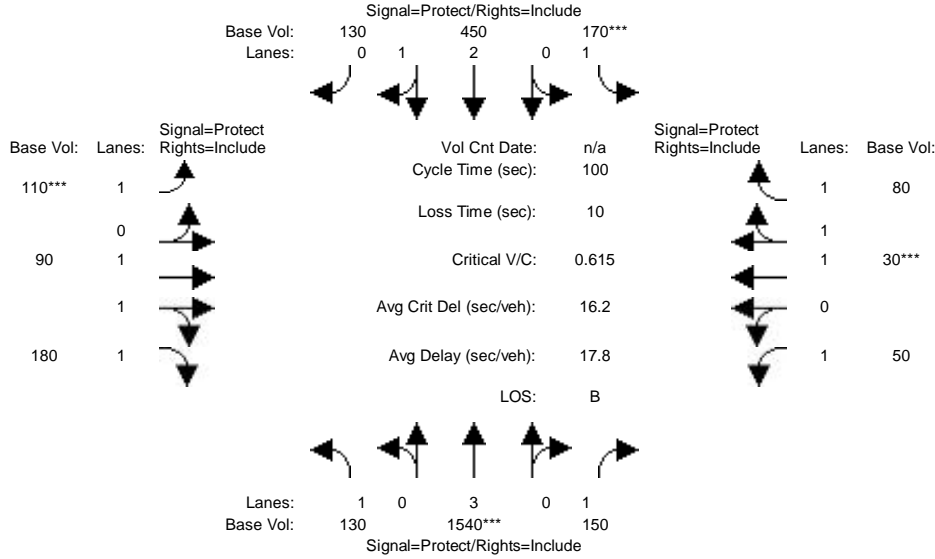 Signal=Protect/Rights=Include
Base Vol: 130 450 170***
Lanes: 0 1 2 0 1
Signal=Protect
Rights=Include
Base Vol: Lanes:
Vol Cnt Date: n/a
Signal=Protect
Rights=Include
Lanes: Base Vol:
Cycle Time (sec): 100
110*** 1
1 80
Loss Time (sec): 10
0
1
90 1
Critical V/C: 0.615
1 30***
1
Avg Crit Del (sec/veh): 16.2
0
180 1
Avg Delay (sec/veh): 17.8
1 50
LOS: B
Lanes: 1 0 3 0 1
Base Vol: 130 1540*** 150
Signal=Protect/Rights=Include